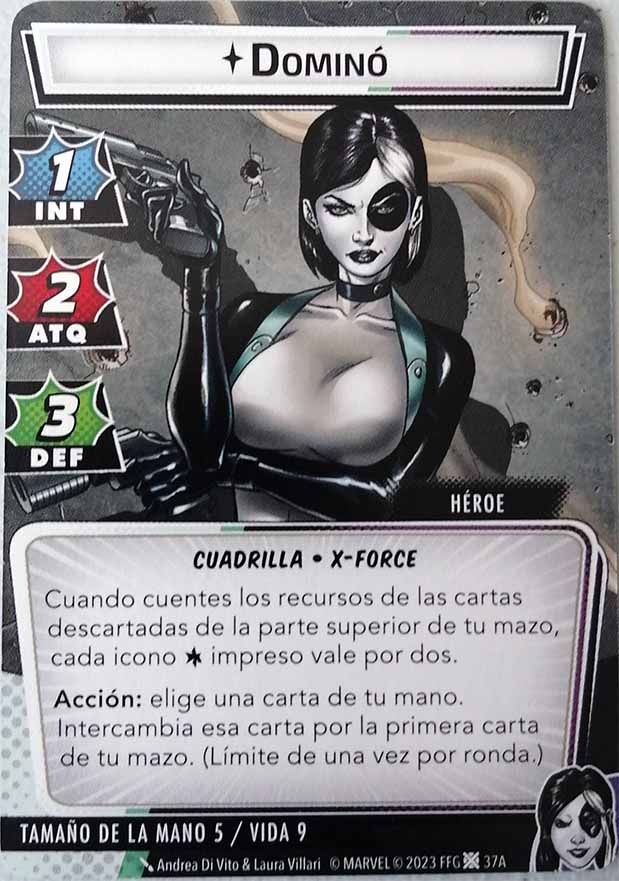 ✦Dominó
1
INT
2
ATQ
3
DEF
HÉROE
CUADRILLA • X-FORCE
Cuando cuentes los recursos de las cartas
descartadas de la parte superior de tu mazo,
cada icono ★ impreso vale por dos.
Acción: elige una carta de tu mano.
Intercambia esa carta por la primera carta
de tu mazo. (Límite de una vez por ronda.)
TAMAÑO DE LA MANO 5 / VIDA 9
Andrea Di Vito & Laura Villari © MARVEL © 2023 FFG 37A